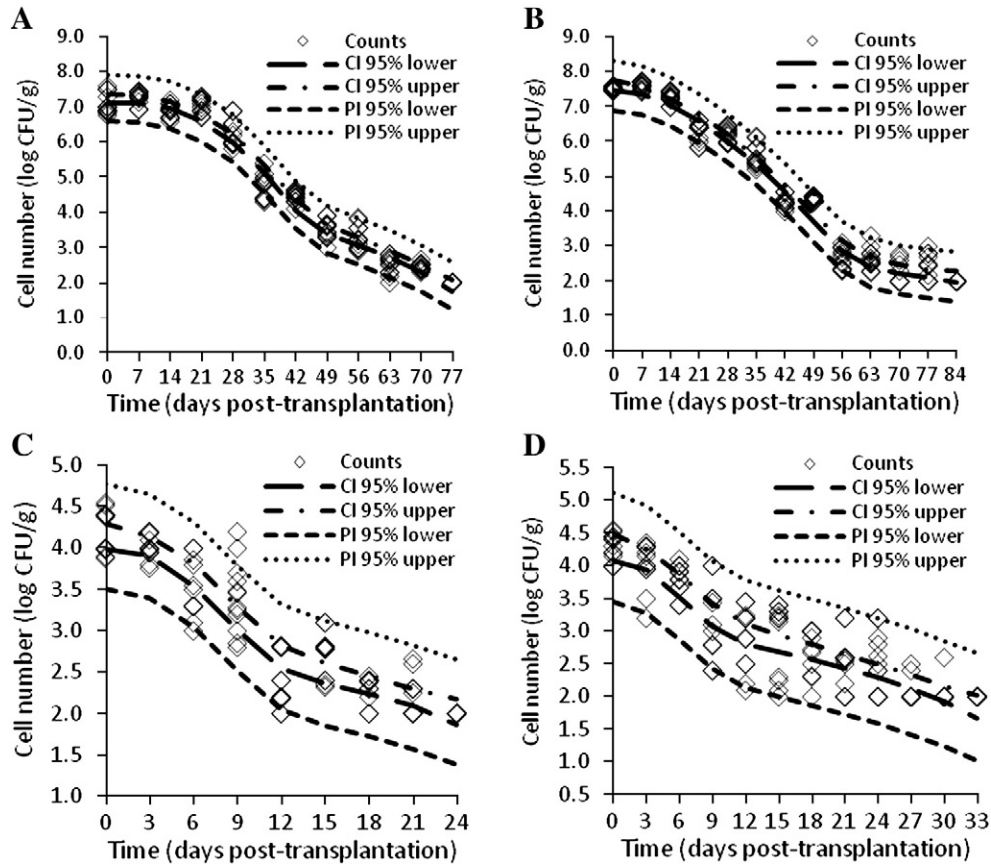 A
Cell number (log CFU/g)
9.0
8.0
7.0
6.0
5.0
4.0
3.0
2.0
1.0
0.0
Counts
CI 95% lower
CI 95% upper
PI 95% lower
PI 95% upper
0 7 14 21 28 35 42 49 56 63 70 77
Time (days post-transplantation)
B
Cell number (log CFU/g)
9.0
8.0
7.0
6.0
5.0
4.0
3.0
2.0
1.0
0.0
Counts
CI 95% lower
CI 95% upper
PI 95% lower
PI 95% upper
0 7 14 21 28 35 42 49 56 63 70 77 84
Time (days post-transplantation)
C
Cell number (log CFU/g)
5.0
4.5
4.0
3.5
3.0
2.5
2.0
1.5
1.0
Counts
CI 95% lower
CI 95% upper
PI 95% lower
PI 95% upper
0 3 6 9 12 15 18 21 24
Time (days post-transplantation)
D
Cell number (log CFU/g)
5.5
5.0
4.5
4.0
3.5
3.0
2.5
2.0
1.5
1.0
0.5
Counts
CI 95% lower
CI 95% upper
PI 95% lower
PI 95% upper
0 3 6 9 12 15 18 21 24 27 30 33
Time (days post-transplantation)